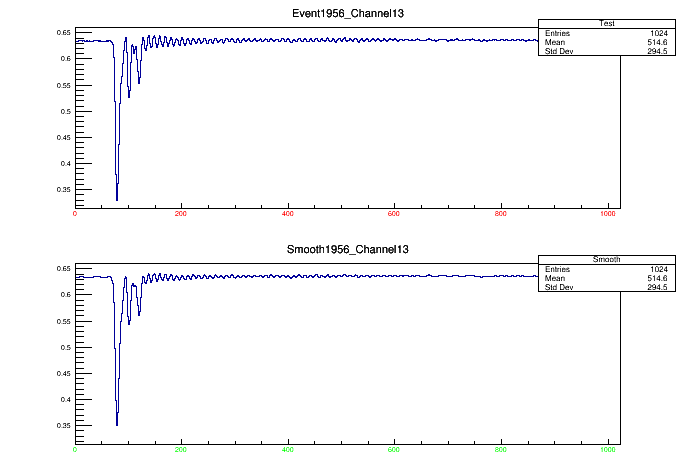 Event1956_Channel13
Test
Entries 1024
Mean 514.6
Std Dev 294.5
0.65
0.6
0.55
0.5
0.45
0.4
0.35
0 200 400 600 800 1000
Smooth1956_Channel13
Smooth
Entries 1024
Mean 514.6
Std Dev 294.5
0.65
0.6
0.55
0.5
0.45
0.4
0.35
0 200 400 600 800 1000